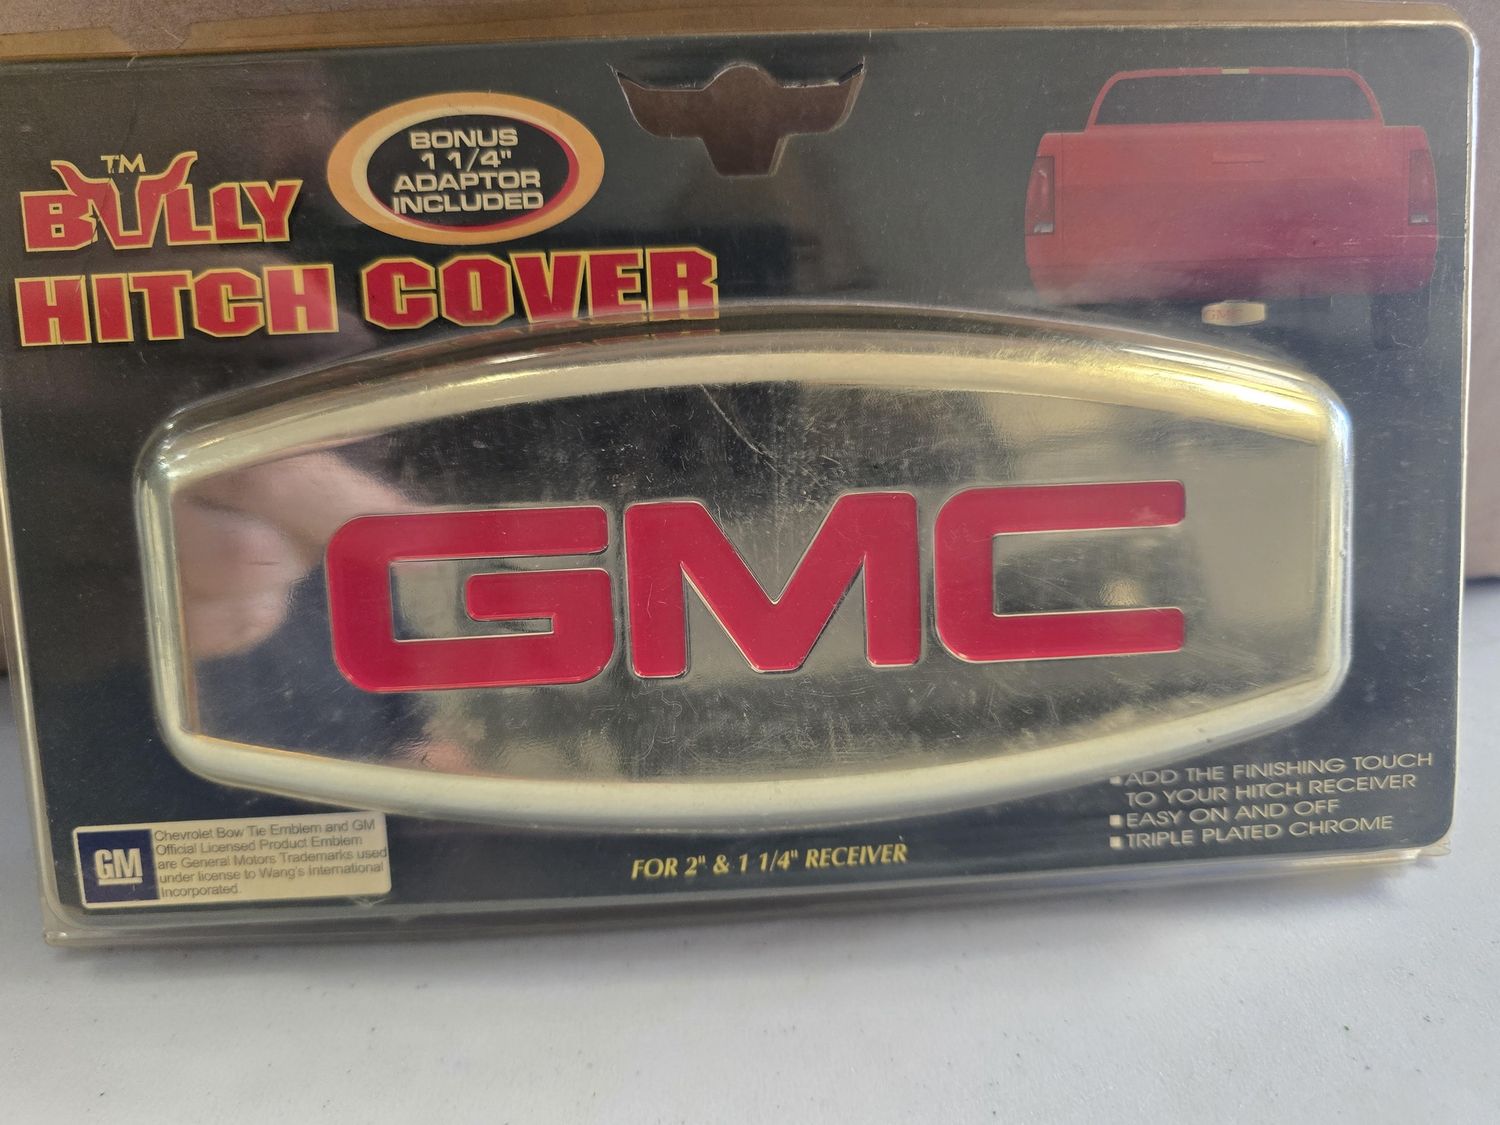 TM
BULLY
HITCH COVER
BONUS
1 1/4"
ADAPTOR
INCLUDED
GMC
GMC
ADD THE FINISHING TOUCH
TO YOUR HITCH RECEIVER
EASY ON AND OFF
TRIPLE PLATED CHROME
FOR 2" & 1 1/4" RECEIVER
GM
Chevrolet Bow Tie Emblem and GM
Official Licensed Product Emblem
are General Motors Trademarks used
under license to Wang's International
Incorporated.